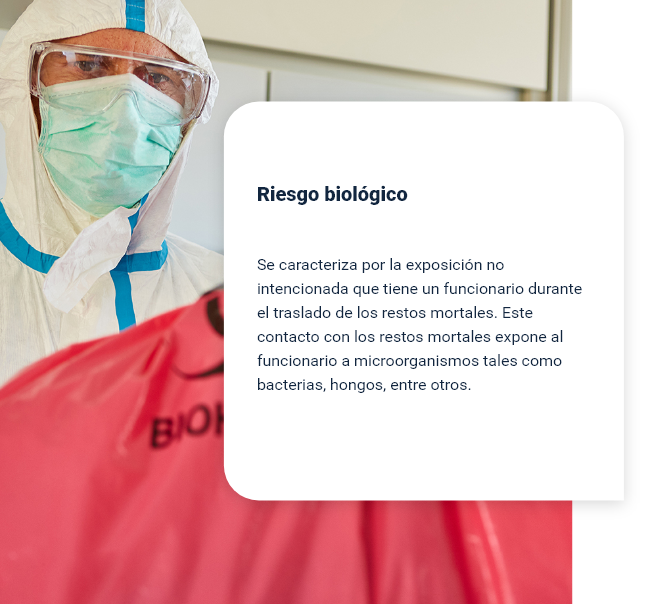 Riesgo biológico
Se caracteriza por la exposición no
intencionada que tiene un funcionario durante
el traslado de los restos mortales. Este
contacto con los restos mortales expone al
funcionario a microorganismos tales como
bacterias, hongos, entre otros.